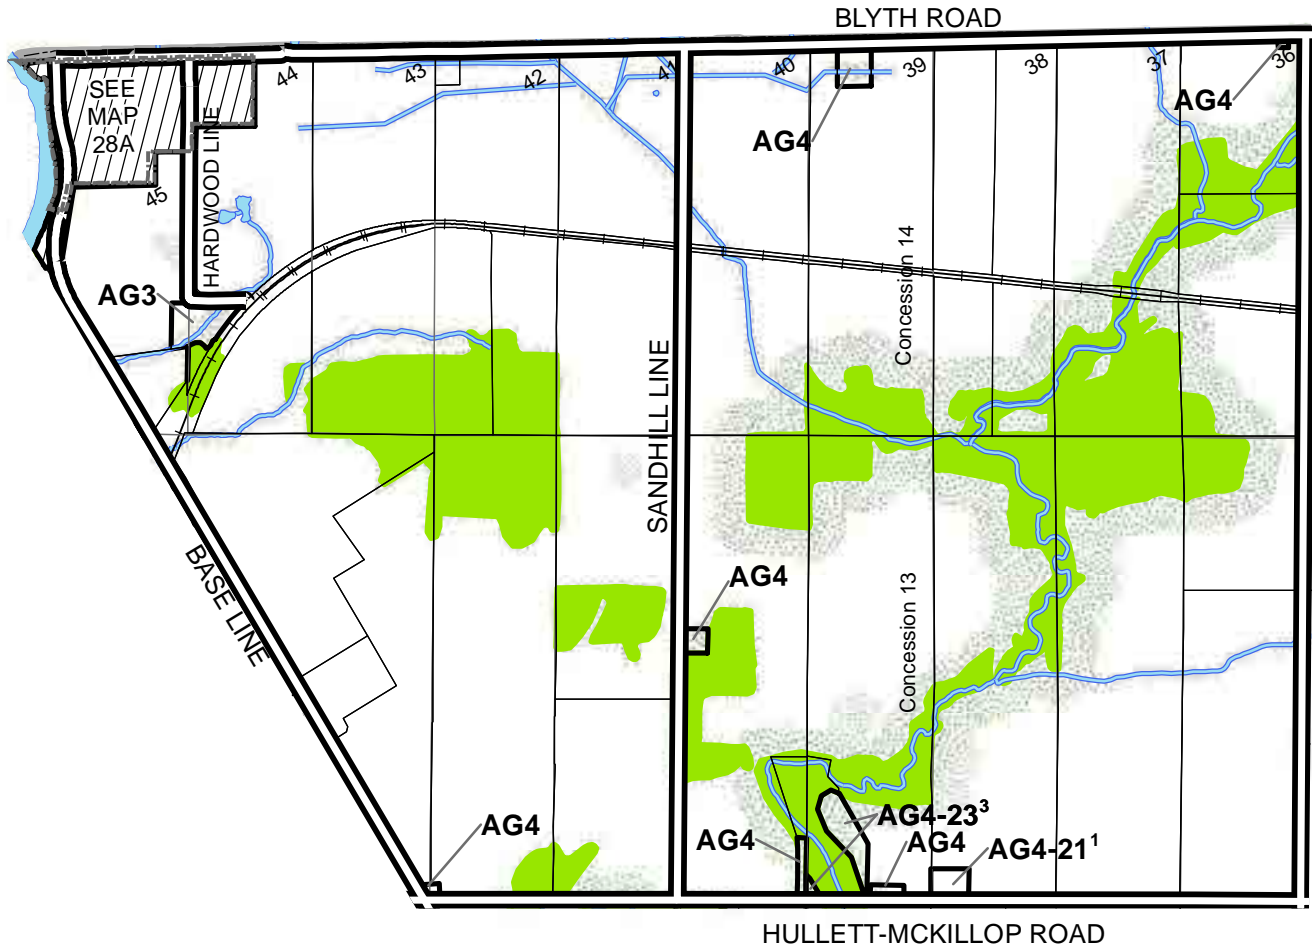 BLYTH ROAD
SEE
MAP
28A
44
43
42
41
40
39
38
37
36
AG4
AG4
45
HARDWOOD LINE
Concession 14
AG3
SANDHILL LINE
BASE LINE
AG4
Concession 13
AG4
AG4
AG4-23³
AG4
AG4-21¹
HULLETT-MCKILLOP ROAD